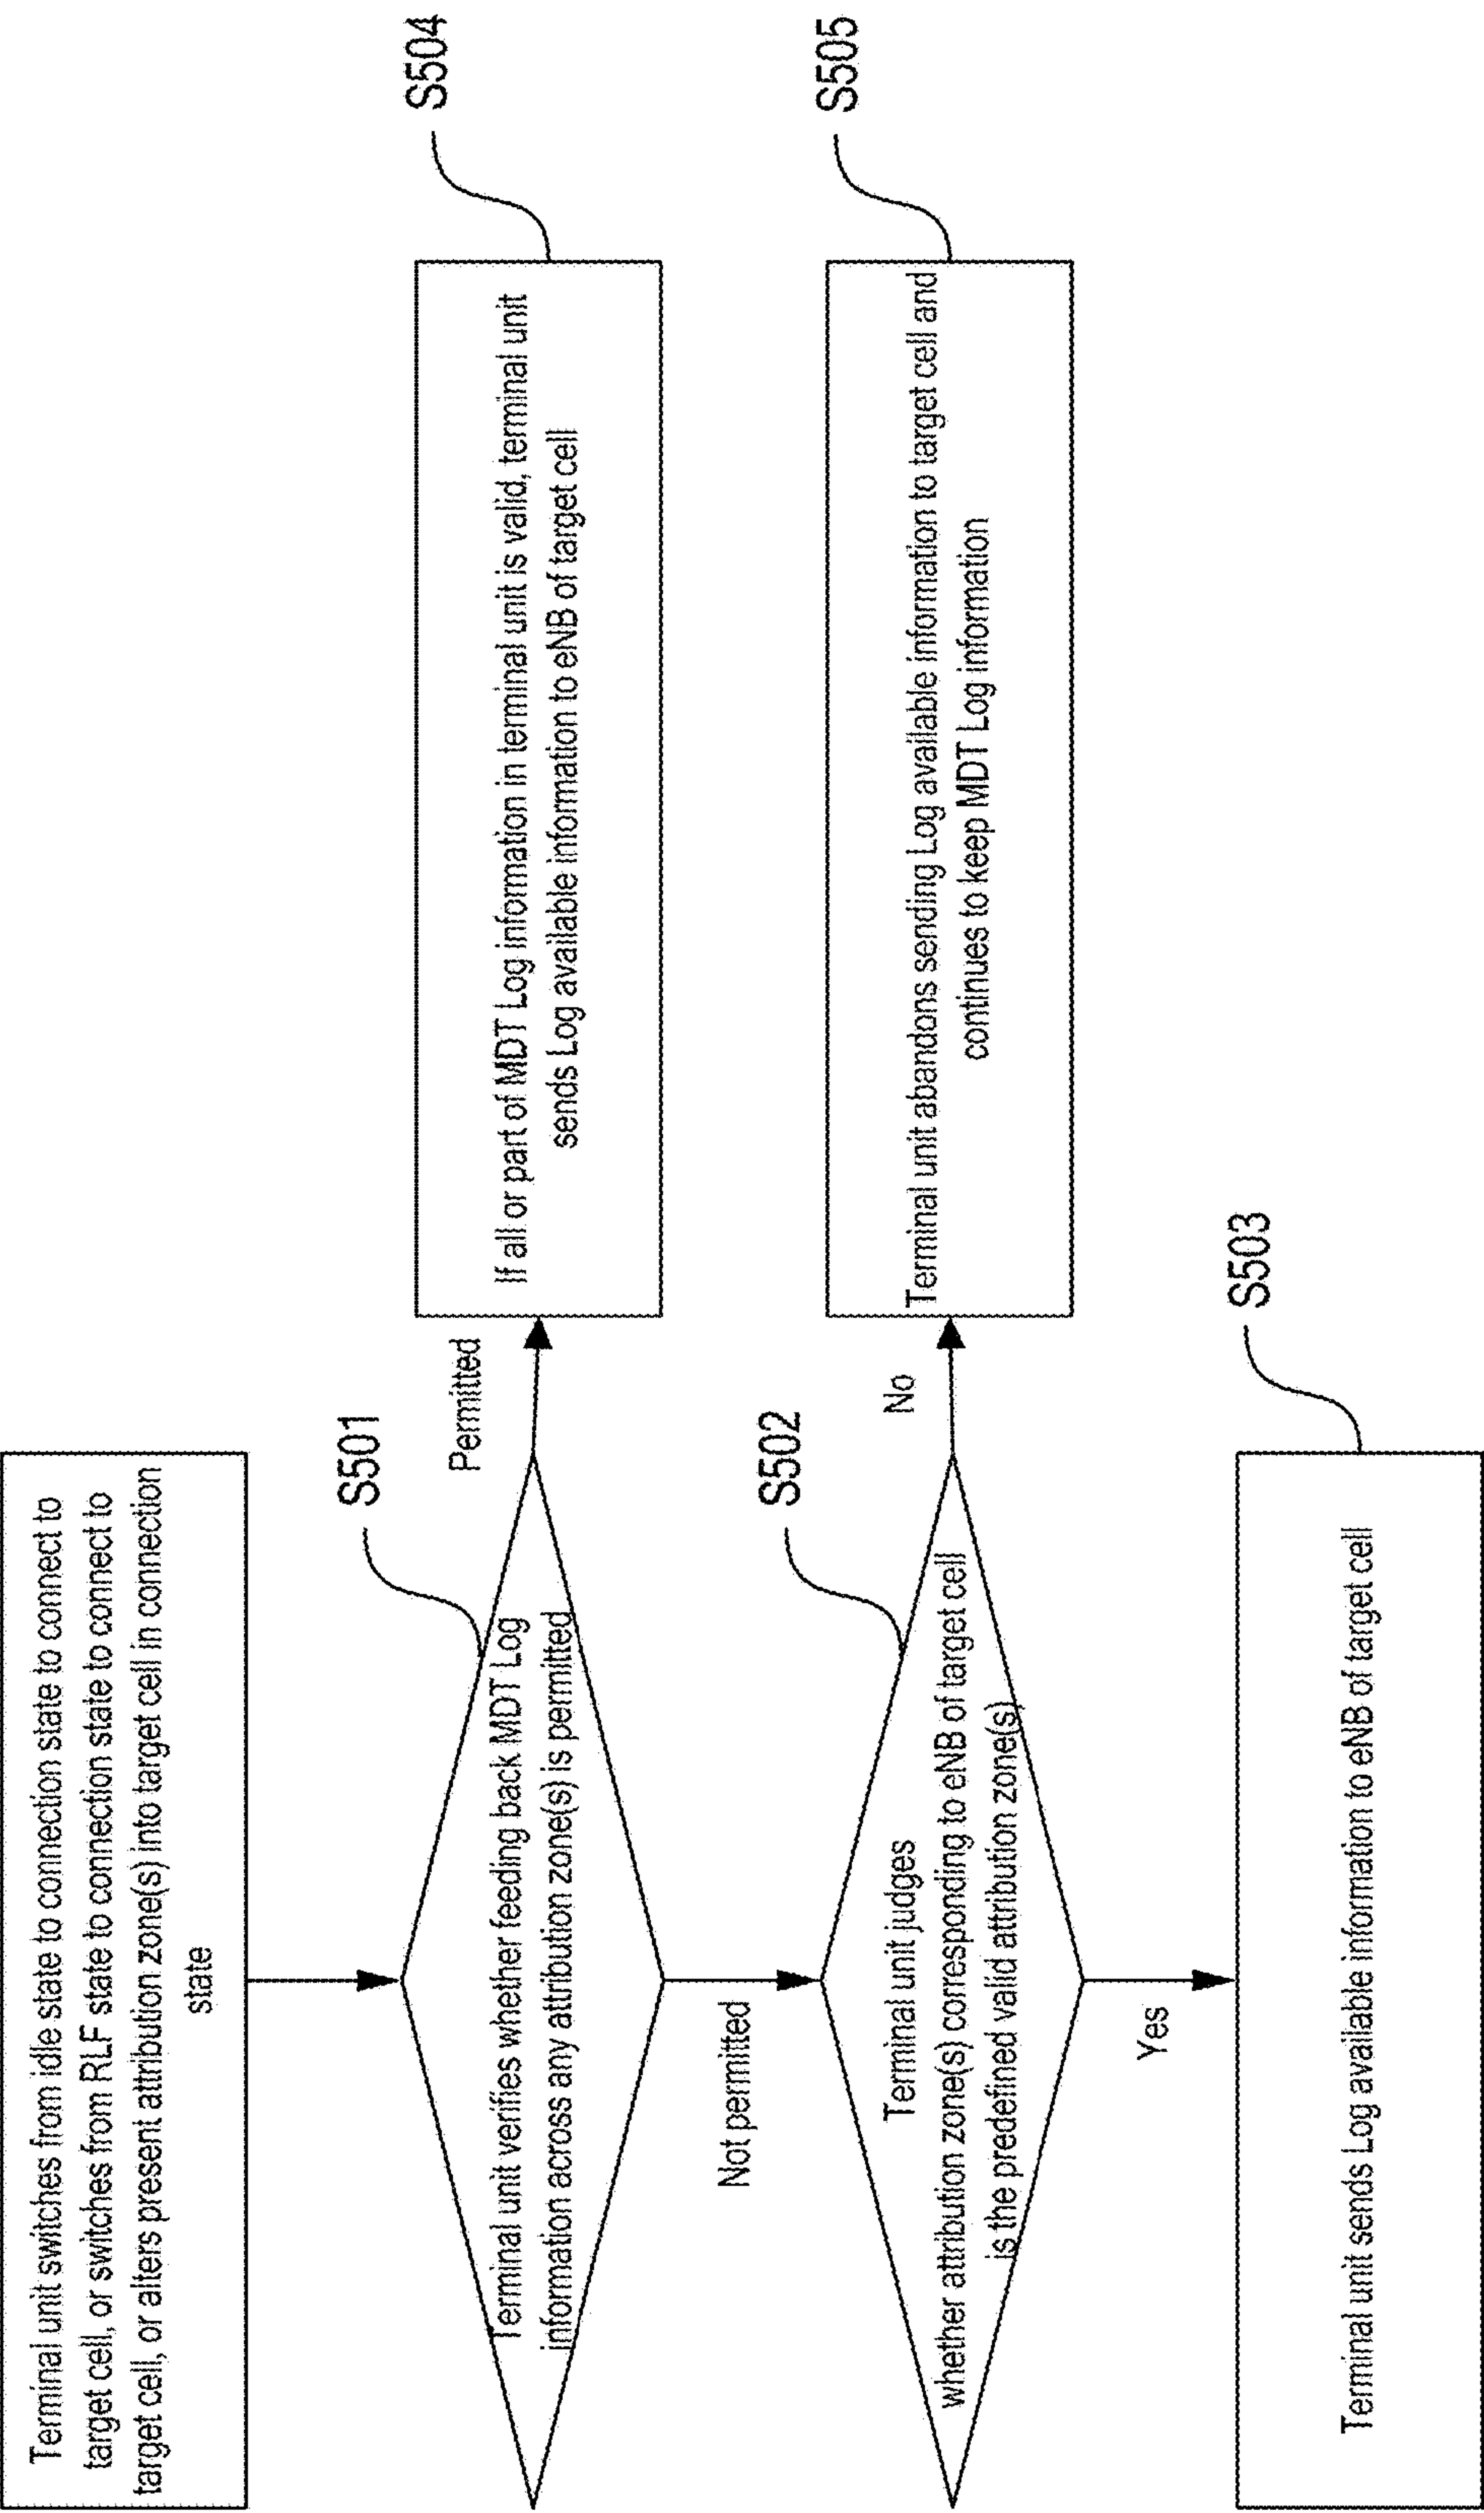 Terminal unit switches from idle state to connection state to connect to
target cell, or switches from RLF state to connection state to connect to
target cell, or alters present attribution zone(s) into target cell in connection
state
S501
Terminal unit verifies whether feeding back MDT Log
information across any attribution zone(s) is permitted
Permitted
S504
If all or part of MDT Log information in terminal unit is valid, terminal unit
sends Log available information to eNB of target cell
Not permitted
S502
Terminal unit judges
whether attribution zone(s) corresponding to eNB of target cell
is the predefined valid attribution zone(s)
No
S505
Terminal unit abandons sending Log available information to target cell and
continues to keep MDT Log information
Yes
S503
Terminal unit sends Log available information to eNB of target cell